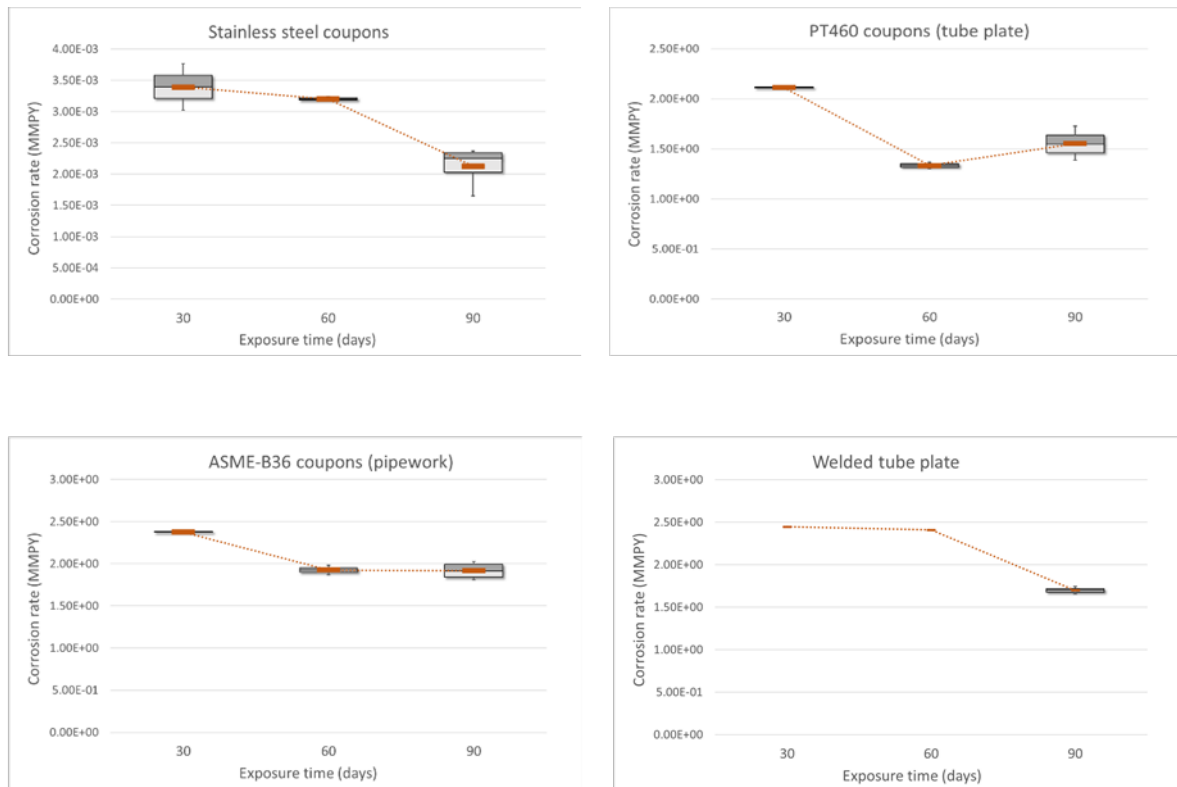 Stainless steel coupons
4.00E-03
3.50E-03
3.00E-03
2.50E-03
2.00E-03
1.50E-03
1.00E-03
5.00E-04
0.00E+00
Corrosion rate (MMPY)
30 60 90
Exposure time (days)
PT460 coupons (tube plate)
2.50E+00
2.00E+00
1.50E+00
1.00E+00
5.00E-01
0.00E+00
Corrosion rate (MMPY)
30 60 90
Exposure time (days)
ASME-B36 coupons (pipework)
3.00E+00
2.50E+00
2.00E+00
1.50E+00
1.00E+00
5.00E-01
0.00E+00
Corrosion rate (MMPY)
30 60 90
Exposure time (days)
Welded tube plate
3.00E+00
2.50E+00
2.00E+00
1.50E+00
1.00E+00
5.00E-01
0.00E+00
Corrosion rate (MMPY)
30 60 90
Exposure time (days)